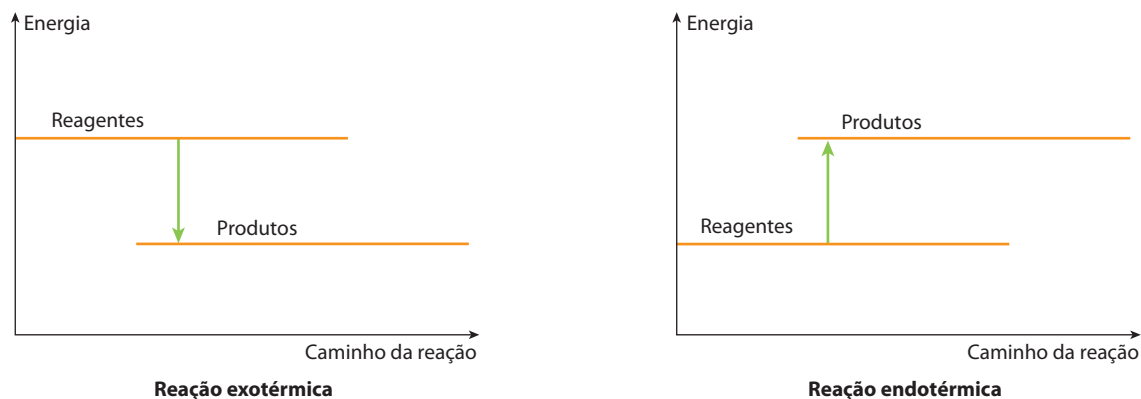 Energia
Reagentes
Produtos
Caminho da reação
Reação exotérmica
Energia
Produtos
Reagentes
Caminho da reação
Reação endotérmica